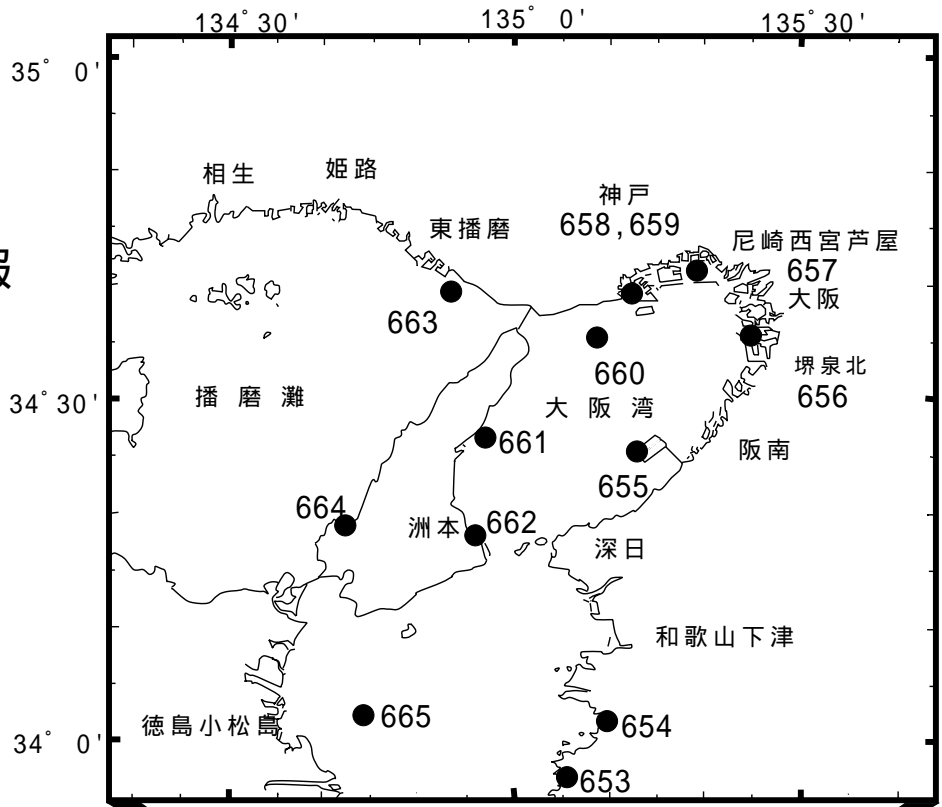 134° 30'
135° 0'
135° 30'
35° 0'
相生
姫路
神戸
658,659
東播磨
尼崎西宮芦屋
報
657
大阪
663
660
堺泉北
656
34° 30'
播磨灘
大阪湾
661
阪南
655
664
洲本
662
深日
和歌山下津
665
徳島小松島
654
34° 0'
653